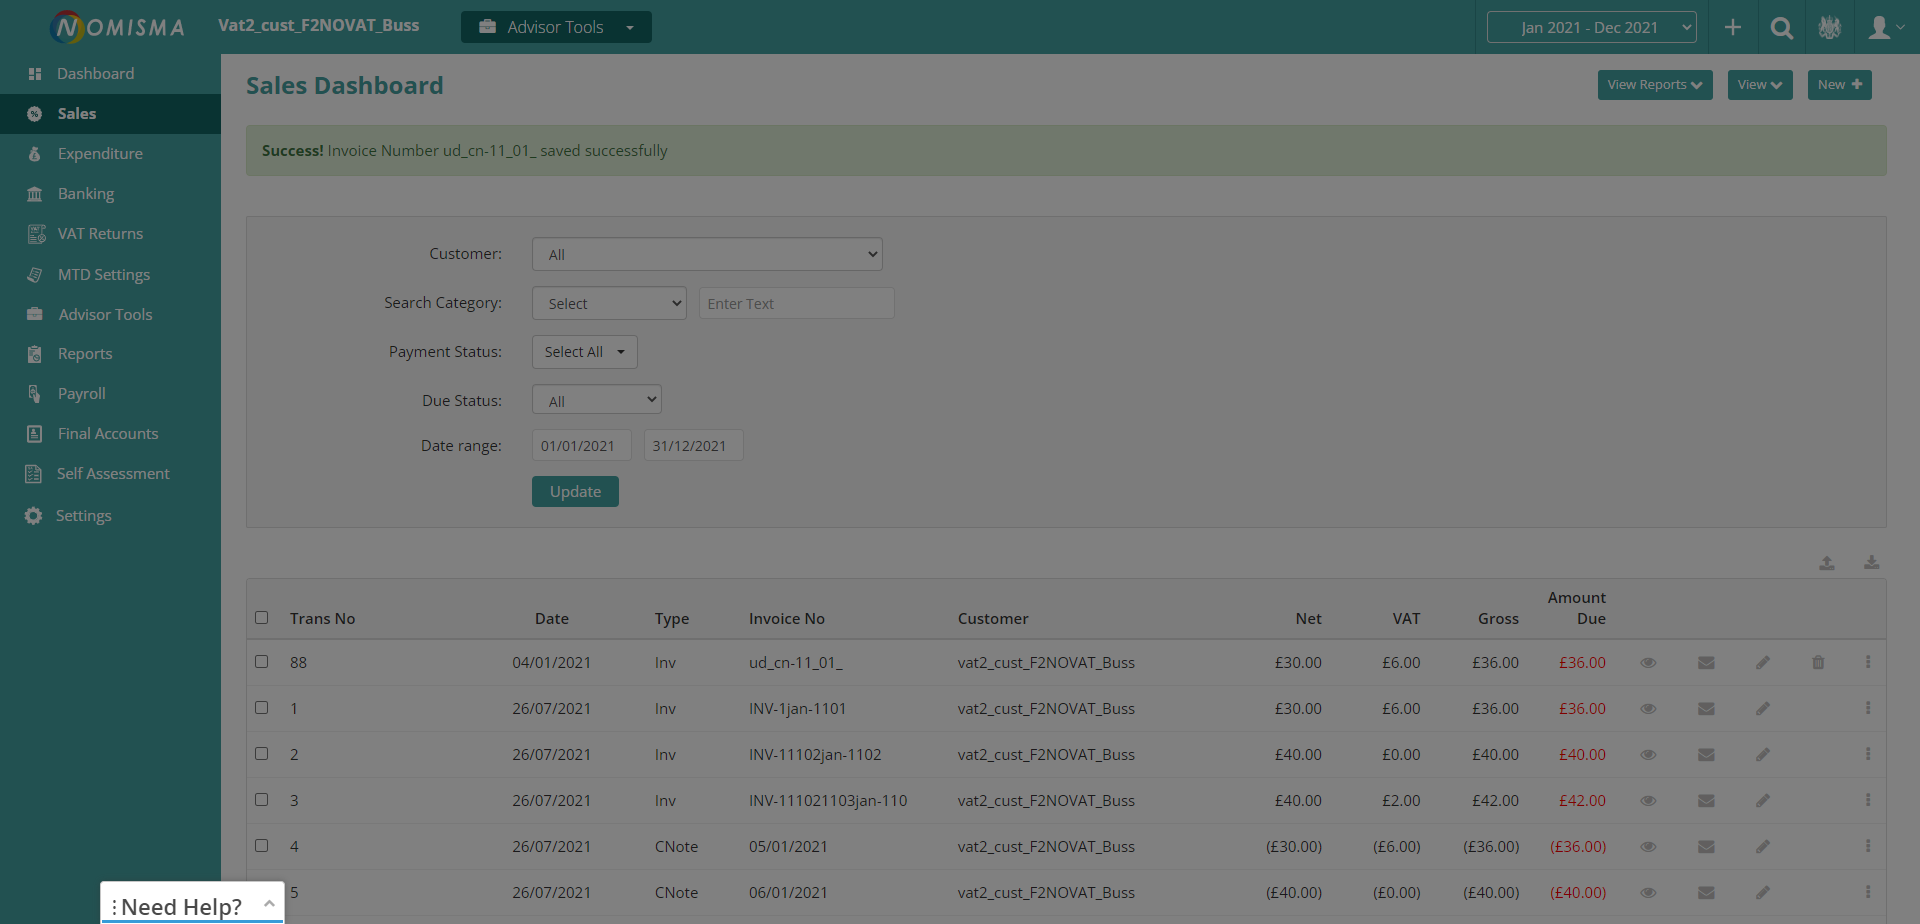 NOMISMA
Vat2_cust_F2NOVAT_Buss
Advisor Tools
Jan 2021 - Dec 2021
Dashboard
Sales
Expenditure
Banking
VAT Returns
MTD Settings
Advisor Tools
Reports
Payroll
Final Accounts
Self Assessment
Settings
Sales Dashboard
View Reports
View
New
Success! Invoice Number ud_cn-11_01_ saved successfully
Customer: All
Search Category: Select Enter Text
Payment Status: Select All
Due Status: All
Date range: 01/01/2021 31/12/2021
Update
Trans No Date Type Invoice No Customer Net VAT Gross Amount Due
88 04/01/2021 Inv ud_cn-11_01_ vat2_cust_F2NOVAT_Buss £30.00 £6.00 £36.00 £36.00
1 26/07/2021 Inv INV-1jan-1101 vat2_cust_F2NOVAT_Buss £30.00 £6.00 £36.00 £36.00
2 26/07/2021 Inv INV-11102jan-1102 vat2_cust_F2NOVAT_Buss £40.00 £0.00 £40.00 £40.00
3 26/07/2021 Inv INV-111021103jan-110 vat2_cust_F2NOVAT_Buss £40.00 £2.00 £42.00 £42.00
4 26/07/2021 CNote 05/01/2021 vat2_cust_F2NOVAT_Buss (£30.00) (£6.00) (£36.00) (£36.00)
5 26/07/2021 CNote 06/01/2021 vat2_cust_F2NOVAT_Buss (£40.00) (£0.00) (£40.00) (£40.00)
Need Help?